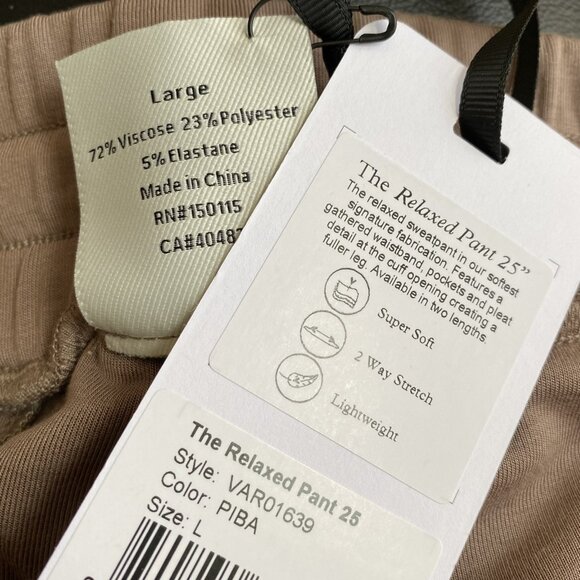 Large
72% Viscose 23% Polyester
5% Elastane
Made in China
RN#150115
CA#4048
The Relaxed Pant 25”
The relaxed sweatpant in our softest
signature fabrication. Features a
gathered waistband, pockets and pleat
detail at the cuff opening creating a
fuller leg. Available in two lengths.
Super Soft
2 Way Stretch
Lightweight
The Relaxed Pant 25
Style: VAR01639
Color: PIBA
Size: L